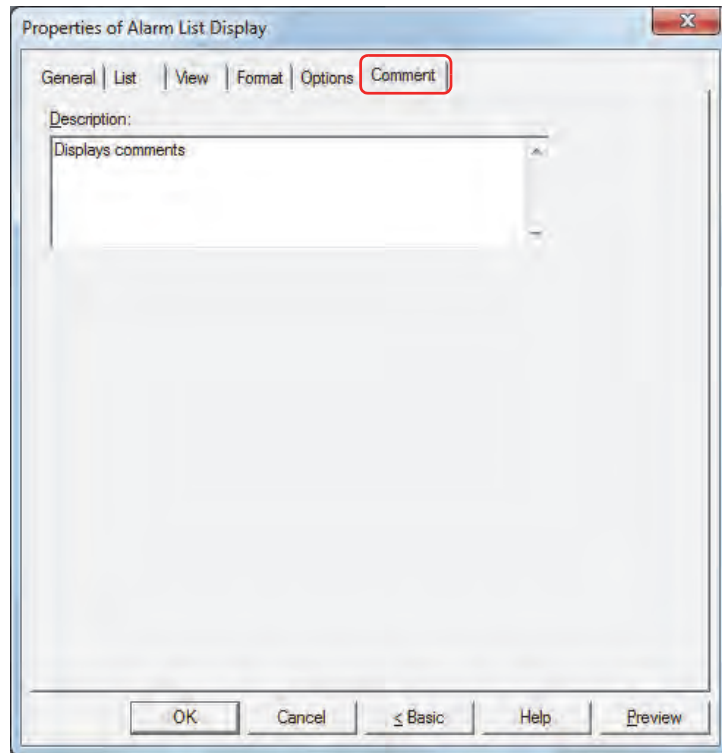 Properties of Alarm List Display
General List View Format Options Comment
Description:
Displays comments
OK Cancel < Basic Help Preview